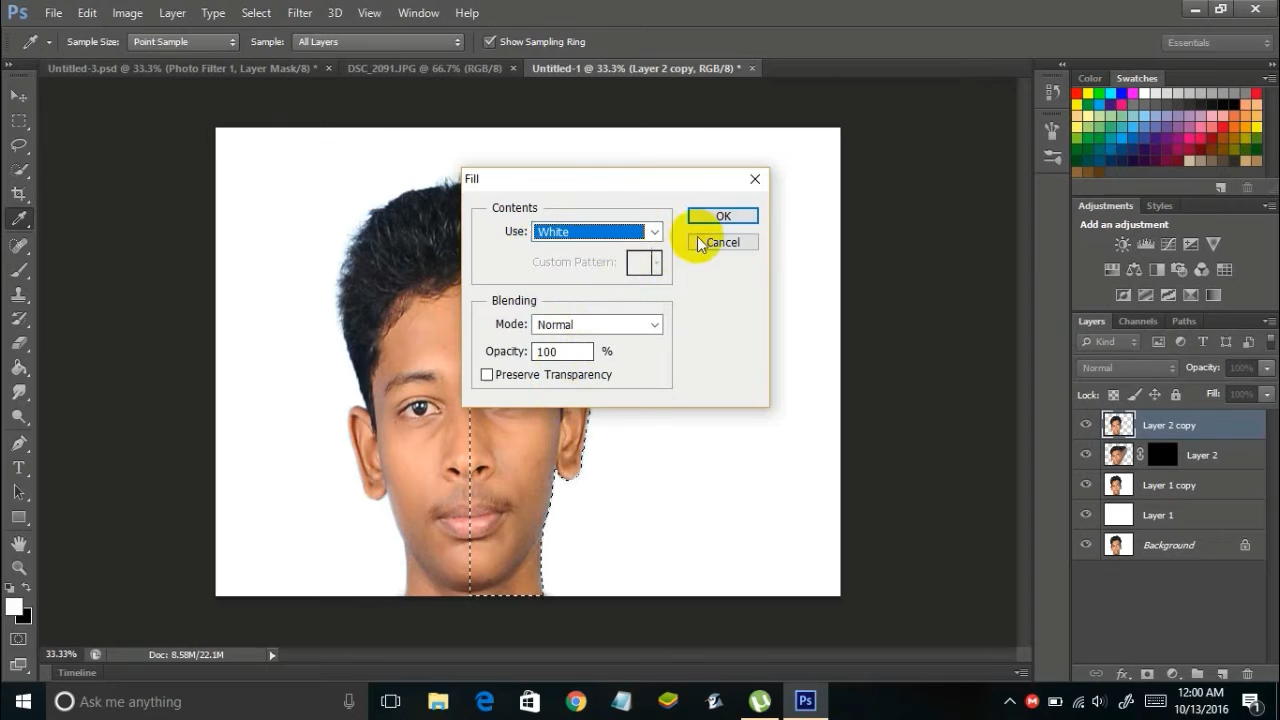 Ps File Edit Image Layer Type Select Filter 3D View Window Help
Sample Size: Point Sample Sample: All Layers Show Sampling Ring Essentials
Untitled-3.psd @ 33.3% (Photo Filter 1, Layer Mask/8) * × DSC_2091.JPG @ 66.7% (RGB/8) × Untitled-1 @ 33.3% (Layer 2 copy, RGB/8) * ×
Color Swatches
Fill
Contents
Use: White
Custom Pattern:
OK
Cancel
Blending
Mode: Normal
Opacity: 100 %
Preserve Transparency
Adjustments Styles
Add an adjustment
Layers Channels Paths
Kind
Normal Opacity: 100%
Lock: Fill: 100%
Layer 2 copy
Layer 2
Layer 1 copy
Layer 1
Background
T
33.33% Doc: 8.58M/22.1M
Timeline
Ask me anything
Ps
12:00 AM
10/13/2016